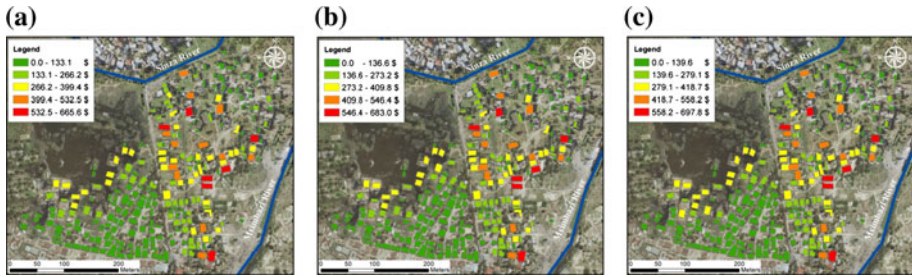 (a)
Legend
0.0 - 133.1 $
133.1 - 266.2 $
266.2 - 399.4 $
399.4 - 532.5 $
532.5 - 665.6 $
Sinza River
0 50 100 200
Meters
(b)
Legend
0.0 - 136.6 $
136.6 - 273.2 $
273.2 - 409.8 $
409.8 - 546.4 $
546.4 - 683.0 $
Sinza River
0 50 100 200
Meters
(c)
Legend
0.0 - 139.6 $
139.6 - 279.1 $
279.1 - 418.7 $
418.7 - 558.2 $
558.2 - 697.8 $
Sinza River
0 50 100 200
Meters